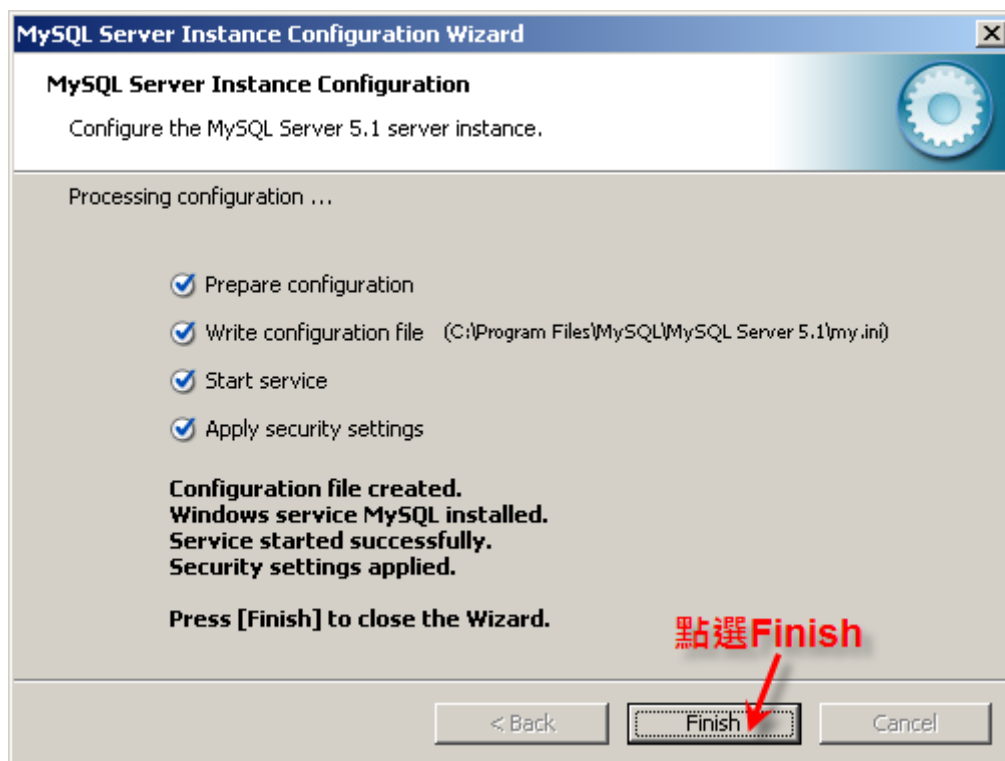 MySQL Server Instance Configuration Wizard
MySQL Server Instance Configuration
Configure the MySQL Server 5.1 server instance.
Processing configuration ...
Prepare configuration
Write configuration file (C:\Program Files\MySQL\MySQL Server 5.1\my.ini)
Start service
Apply security settings
Configuration file created.
Windows service MySQL installed.
Service started successfully.
Security settings applied.
Press [Finish] to close the Wizard.
點選Finish
< Back Finish Cancel